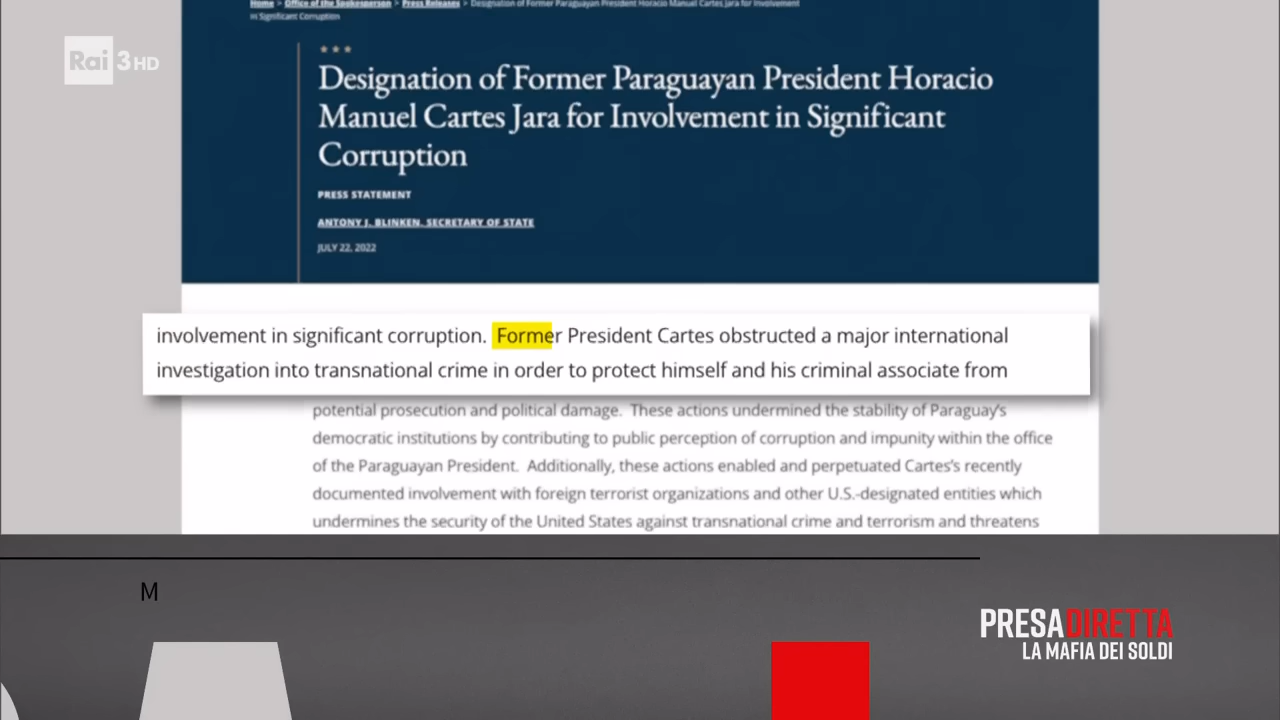 Home > Office of the Spokesperson > Press Releases > Designation of Former Paraguayan President Horacio Manuel Cartes Jara for Involvement
in Significant Corruption
Rai 3 HD
Designation of Former Paraguayan President Horacio
Manuel Cartes Jara for Involvement in Significant
Corruption
PRESS STATEMENT
ANTONY J. BLINKEN, SECRETARY OF STATE
JULY 22, 2022
involvement in significant corruption. Former President Cartes obstructed a major international
investigation into transnational crime in order to protect himself and his criminal associate from
potential prosecution and political damage. These actions undermined the stability of Paraguay's
democratic institutions by contributing to public perception of corruption and impunity within the office
of the Paraguayan President. Additionally, these actions enabled and perpetuated Cartes's recently
documented involvement with foreign terrorist organizations and other U.S.-designated entities which
undermines the security of the United States against transnational crime and terrorism and threatens
M
PRESADIRETTA
LA MAFIA DEI SOLDI